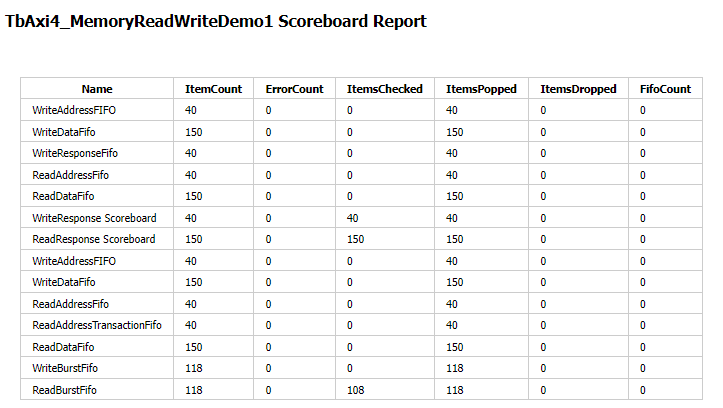 TbAxi4_MemoryReadWriteDemo1 Scoreboard Report
Name ItemCount ErrorCount ItemsChecked ItemsPopped ItemsDropped FifoCount
WriteAddressFIFO 40 0 0 40 0 0
WriteDataFifo 150 0 0 150 0 0
WriteResponseFifo 40 0 0 40 0 0
ReadAddressFifo 40 0 0 40 0 0
ReadDataFifo 150 0 0 150 0 0
WriteResponse Scoreboard 40 0 40 40 0 0
ReadResponse Scoreboard 150 0 150 150 0 0
WriteAddressFIFO 40 0 0 40 0 0
WriteDataFifo 150 0 0 150 0 0
ReadAddressFifo 40 0 0 40 0 0
ReadAddressTransactionFifo 40 0 0 40 0 0
ReadDataFifo 150 0 0 150 0 0
WriteBurstFifo 118 0 0 118 0 0
ReadBurstFifo 118 0 108 118 0 0